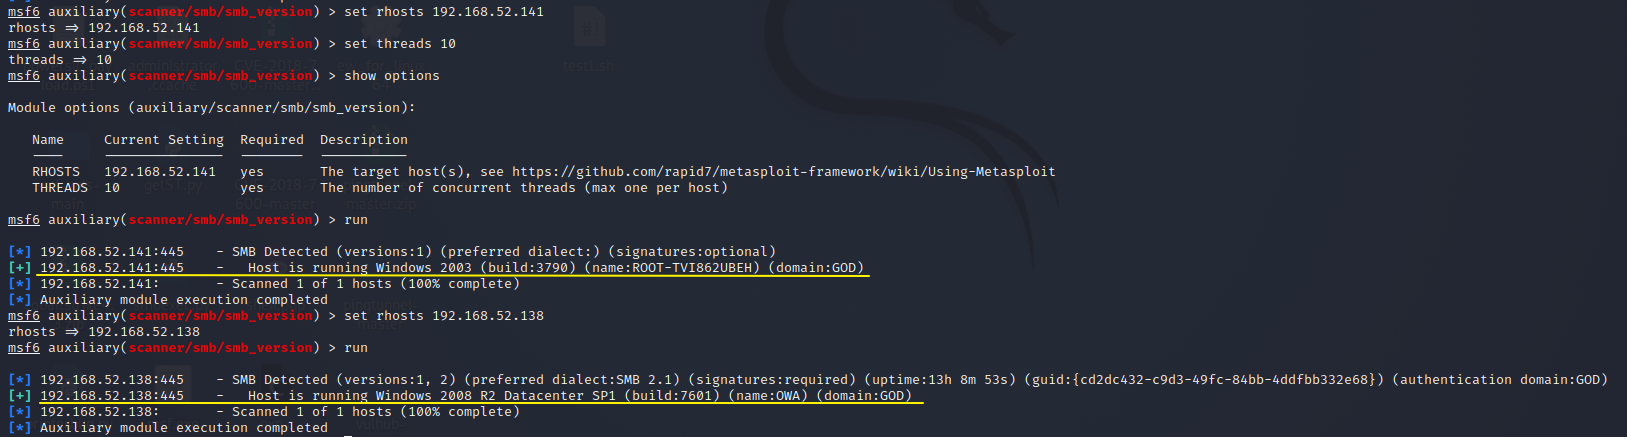 msf6 auxiliary(scanner/smb/smb_version) > set rhosts 192.168.52.141
rhosts ⇒ 192.168.52.141
msf6 auxiliary(scanner/smb/smb_version) > set threads 10
threads ⇒ 10
msf6 auxiliary(scanner/smb/smb_version) > show options
Module options (auxiliary/scanner/smb/smb_version):
Name Current Setting Required Description
RHOSTS 192.168.52.141 yes The target host(s), see https://github.com/rapid7/metasploit-framework/wiki/Using-Metasploit
THREADS 10 yes The number of concurrent threads (max one per host)
msf6 auxiliary(scanner/smb/smb_version) > run
[*] 192.168.52.141:445 - SMB Detected (versions:1) (preferred dialect:) (signatures:optional)
[+] 192.168.52.141:445 - Host is running Windows 2003 (build:3790) (name:ROOT-TVI862UBEH) (domain:GOD)
[*] 192.168.52.141: - Scanned 1 of 1 hosts (100% complete)
[*] Auxiliary module execution completed
msf6 auxiliary(scanner/smb/smb_version) > set rhosts 192.168.52.138
rhosts ⇒ 192.168.52.138
msf6 auxiliary(scanner/smb/smb_version) > run
[*] 192.168.52.138:445 - SMB Detected (versions:1, 2) (preferred dialect:SMB 2.1) (signatures:required) (uptime:13h 8m 53s) (guid:{cd2dc432-c9d3-49fc-84bb-4ddfbb332e68}) (authentication domain:GOD)
[+] 192.168.52.138:445 - Host is running Windows 2008 R2 Datacenter SP1 (build:7601) (name:OWA) (domain:GOD)
[*] 192.168.52.138: - Scanned 1 of 1 hosts (100% complete)
[*] Auxiliary module execution completed